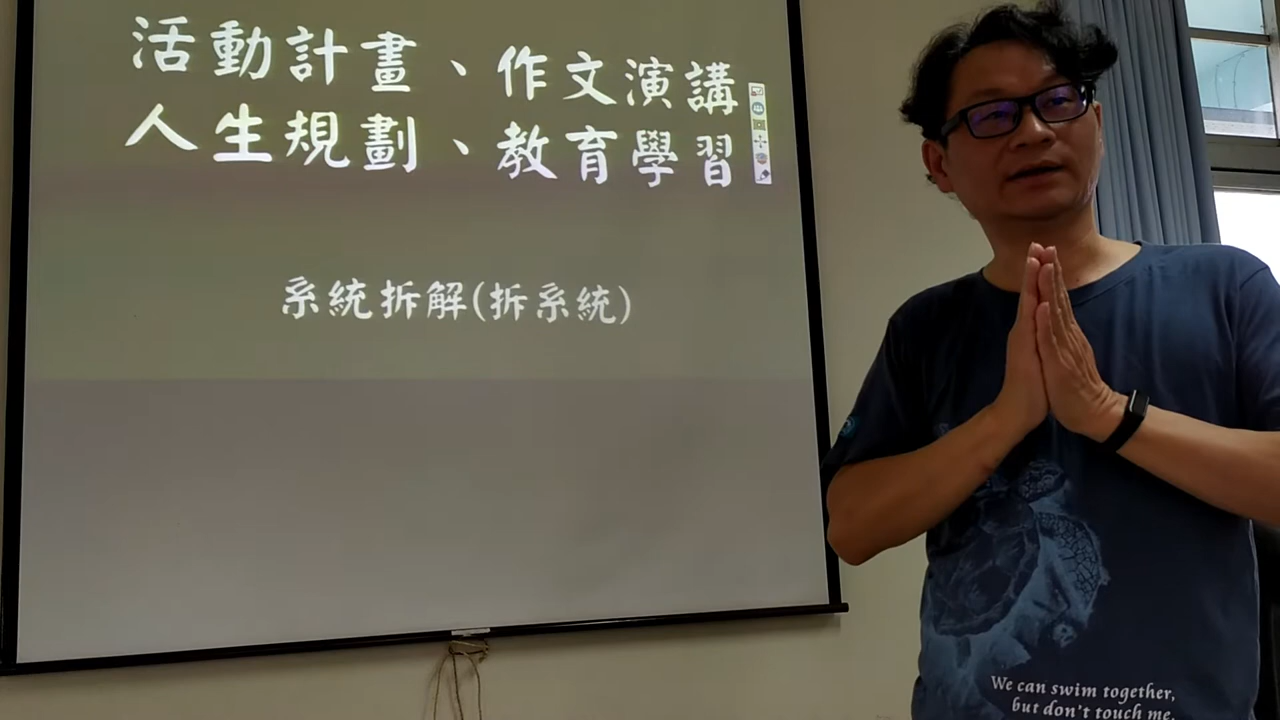 活動計畫、作文演講
人生規劃、教育學習
系統拆解(拆系統)
We can swim together,
but don't touch me.